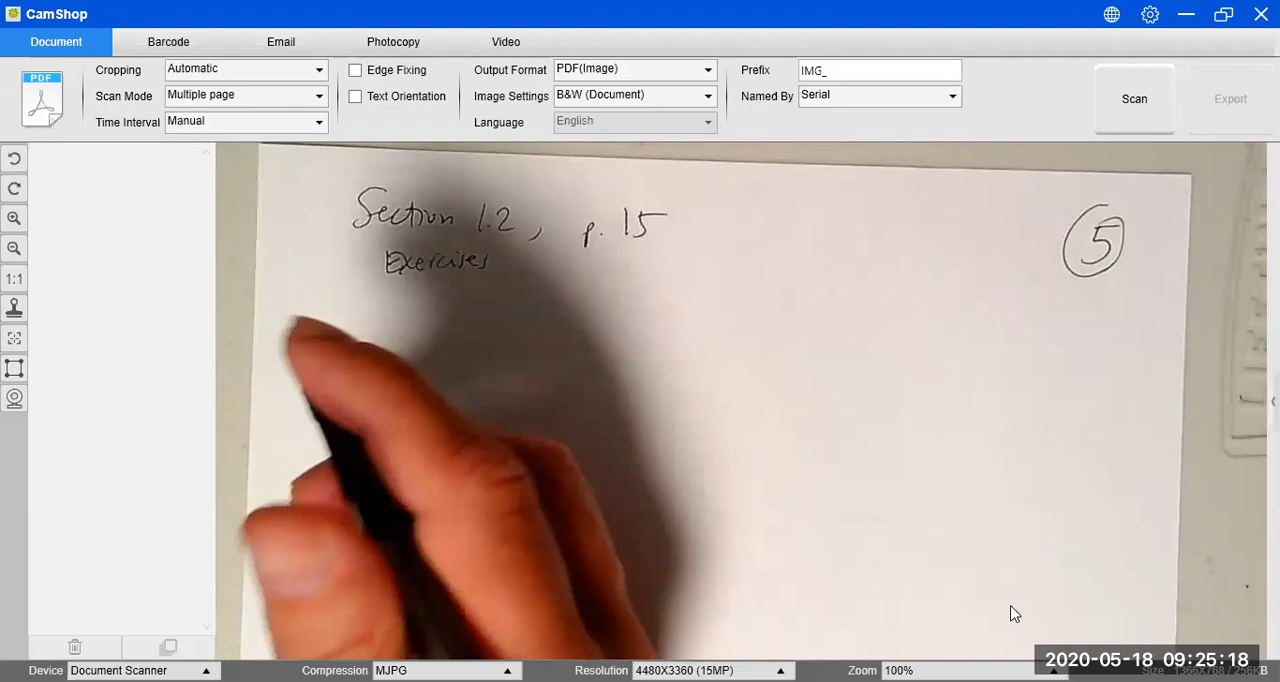 CamShop
Document Barcode Email Photocopy Video
PDF
Cropping Automatic
Scan Mode Multiple page
Time Interval Manual
Edge Fixing
Text Orientation
Output Format PDF(Image)
Image Settings B&W (Document)
Language English
Prefix IMG_
Named By Serial
Scan
Export
1:1
Section 1.2, p. 15
Exercises
5
2020-05-18 09:25:18
Device Document Scanner Compression MJPG Resolution 4480X3360 (15MP) Zoom 100% Size 1366X768 / 256KB